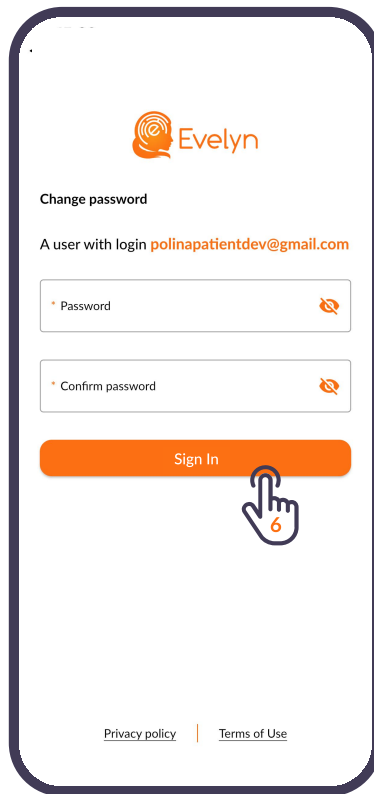 Evelyn
Change password
A user with login polinapatientdev@gmail.com
* Password
* Confirm password
Sign In
6
Privacy policy
Terms of Use